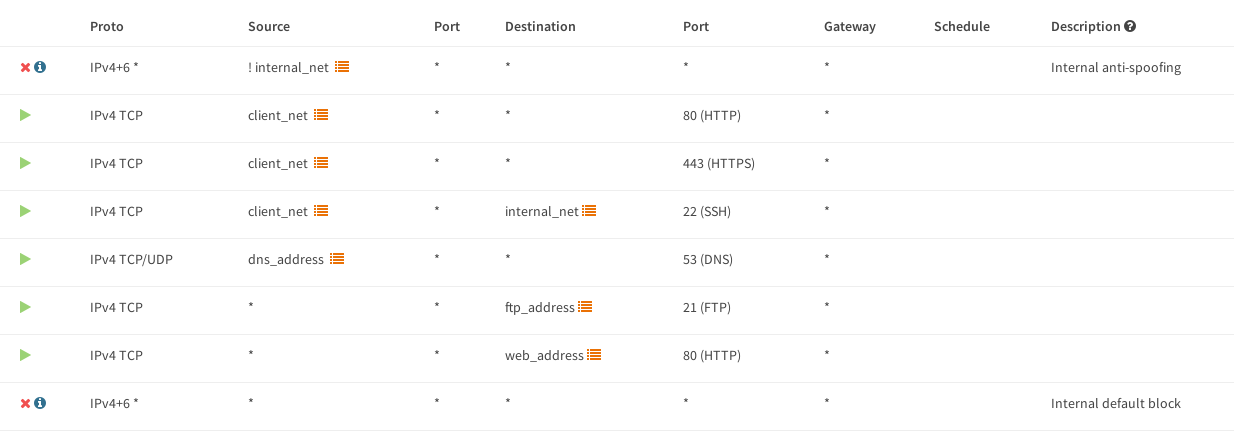 Proto Source Port Destination Port Gateway Schedule Description ?
IPv4+6 * ! internal_net * * * * Internal anti-spoofing
IPv4 TCP client_net * * 80 (HTTP) *
IPv4 TCP client_net * * 443 (HTTPS) *
IPv4 TCP client_net * internal_net 22 (SSH) *
IPv4 TCP/UDP dns_address * * 53 (DNS) *
IPv4 TCP * * ftp_address 21 (FTP) *
IPv4 TCP * * web_address 80 (HTTP) *
IPv4+6 * * * * * * Internal default block